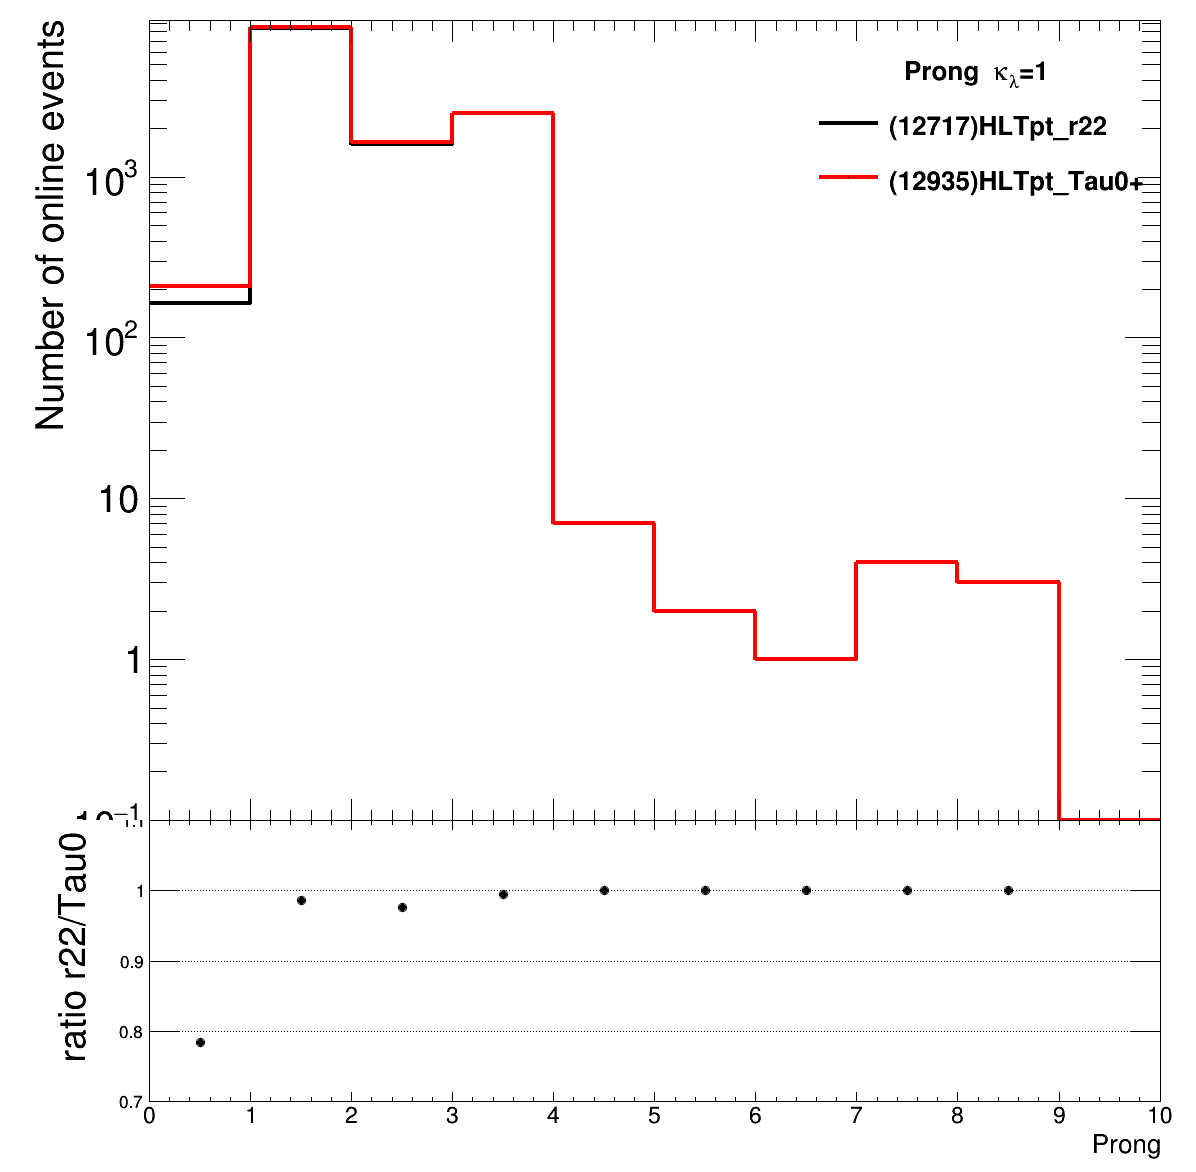 Number of online events
Prong κλ=1
(12717)HLTpt_r22
(12935)HLTpt_Tau0+
10³
10²
10
1
ratio r22/Tau0
1
0.9
0.8
0.7
0 1 2 3 4 5 6 7 8 9 10
Prong